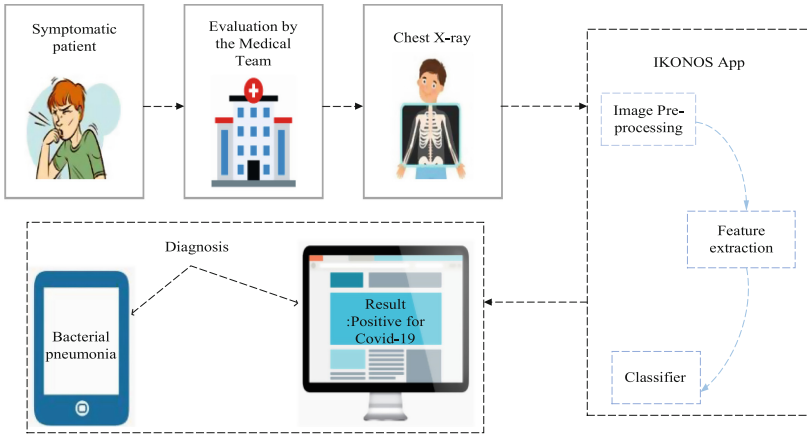 Symptomatic
patient
Evaluation by
the Medical
Team
Chest X-ray
IKONOS App
Image Pre-
processing
Feature
extraction
Classifier
Diagnosis
Bacterial
pneumonia
Result
:Positive for
Covid-19